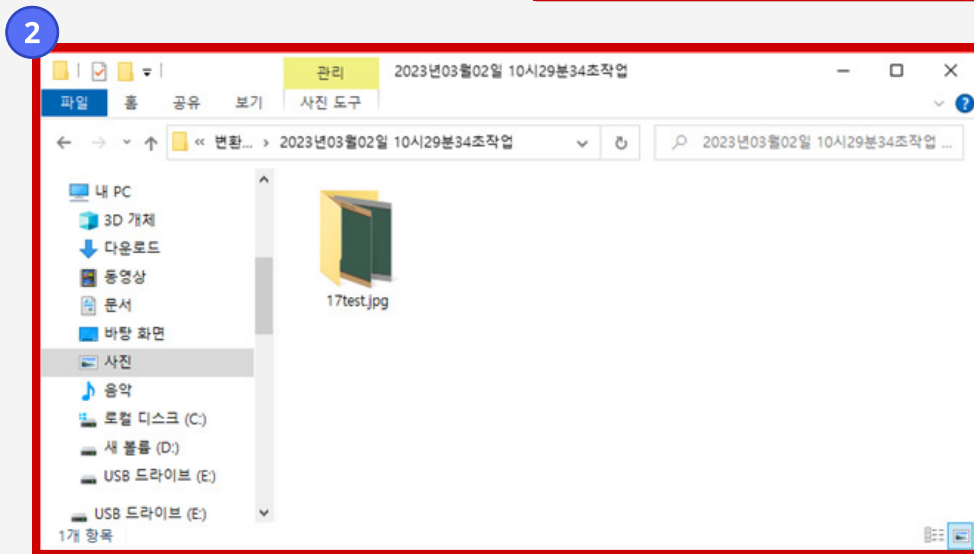 2
관리 2023년03월02일 10시29분34초작업
파일 홈 공유 보기 사진 도구
« 변환... › 2023년03월02일 10시29분34초작업 2023년03월02일 10시29분34초작업 ...
내 PC
3D 개체
다운로드
동영상
문서
바탕 화면
사진
음악
로컬 디스크 (C:)
새 볼륨 (D:)
USB 드라이브 (E:)
USB 드라이브 (E:)
17test.jpg
1개 항목